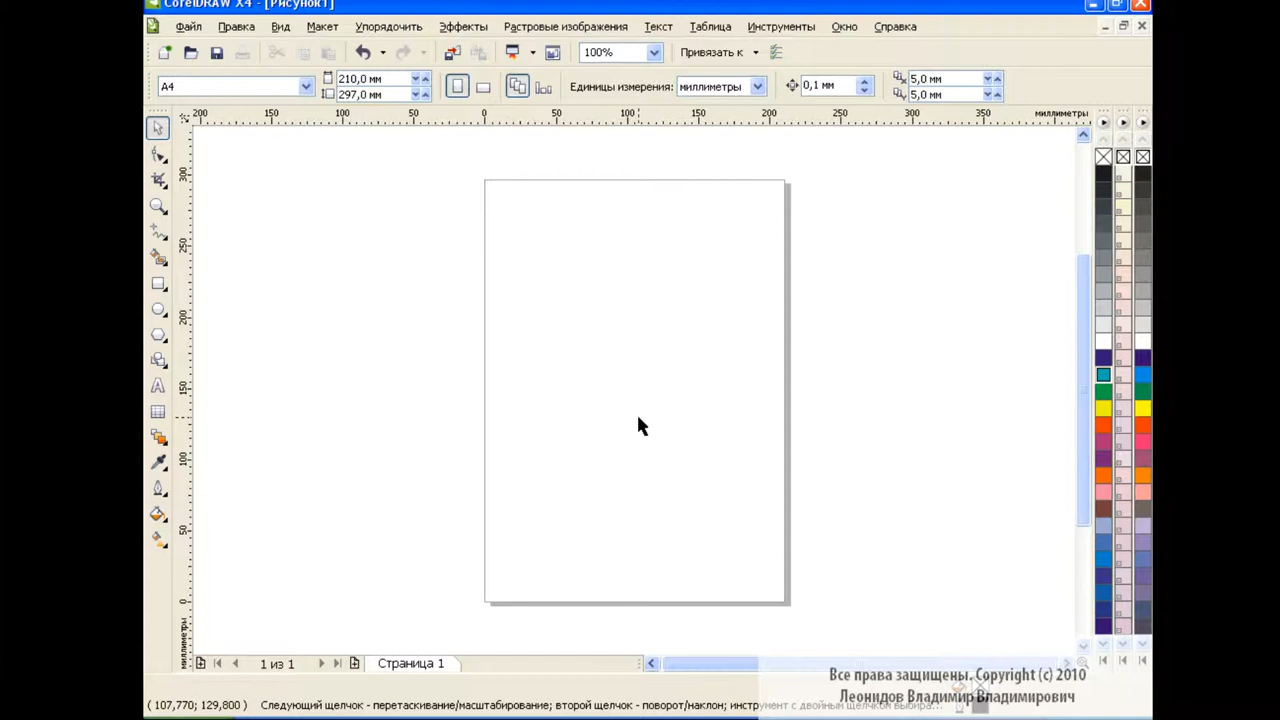 CorelDRAW X4 - [Рисунок1]
Файл Правка Вид Макет Упорядочить Эффекты Растровые изображения Текст Таблица Инструменты Окно Справка
100% Привязать к
A4 210,0 мм 297,0 мм Единицы измерения: миллиметры 0,1 мм 5,0 мм 5,0 мм
200 150 100 50 0 50 100 150 200 250 300 350 миллиметры
300
250
200
150
100
50
0
миллиметры
1 из 1 Страница 1
Все права защищены. Copyright (c) 2010
Леонидов Владимир Владимирович
( 107,770; 129,800 ) Следующий щелчок - перетаскивание/масштабирование; второй щелчок - поворот/наклон; инструмент с двойным щелчком выбира...